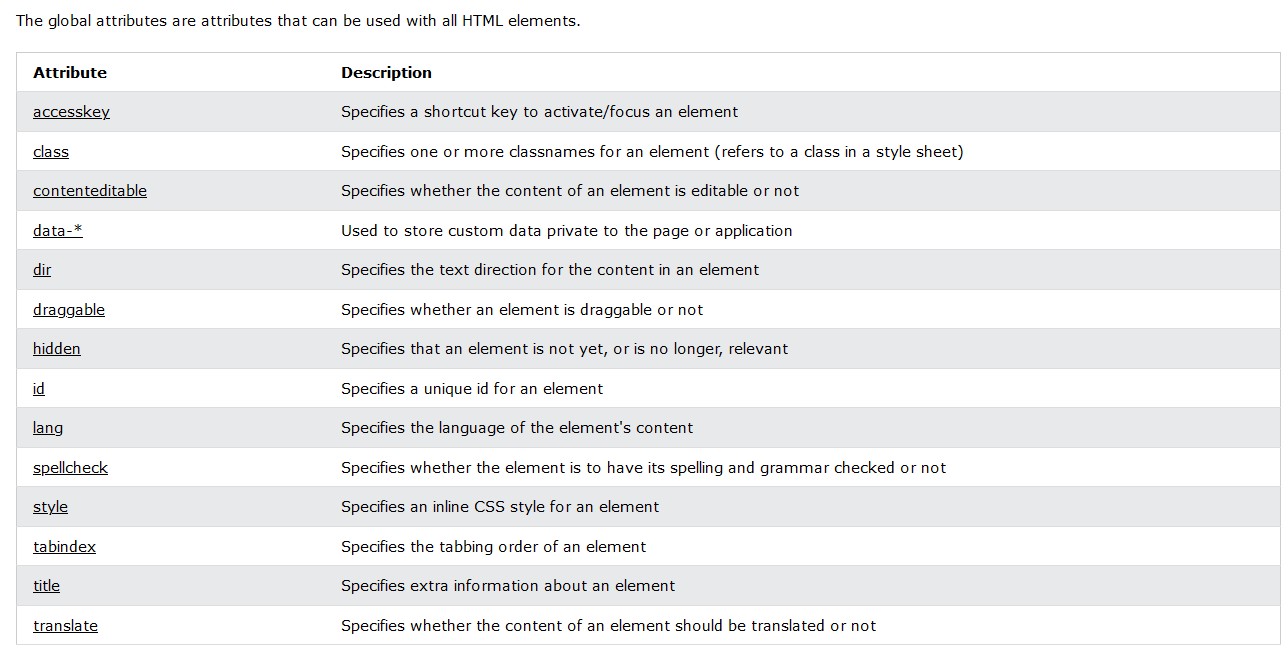 The global attributes are attributes that can be used with all HTML elements.
Attribute Description
accesskey Specifies a shortcut key to activate/focus an element
class Specifies one or more classnames for an element (refers to a class in a style sheet)
contenteditable Specifies whether the content of an element is editable or not
data-* Used to store custom data private to the page or application
dir Specifies the text direction for the content in an element
draggable Specifies whether an element is draggable or not
hidden Specifies that an element is not yet, or is no longer, relevant
id Specifies a unique id for an element
lang Specifies the language of the element's content
spellcheck Specifies whether the element is to have its spelling and grammar checked or not
style Specifies an inline CSS style for an element
tabindex Specifies the tabbing order of an element
title Specifies extra information about an element
translate Specifies whether the content of an element should be translated or not